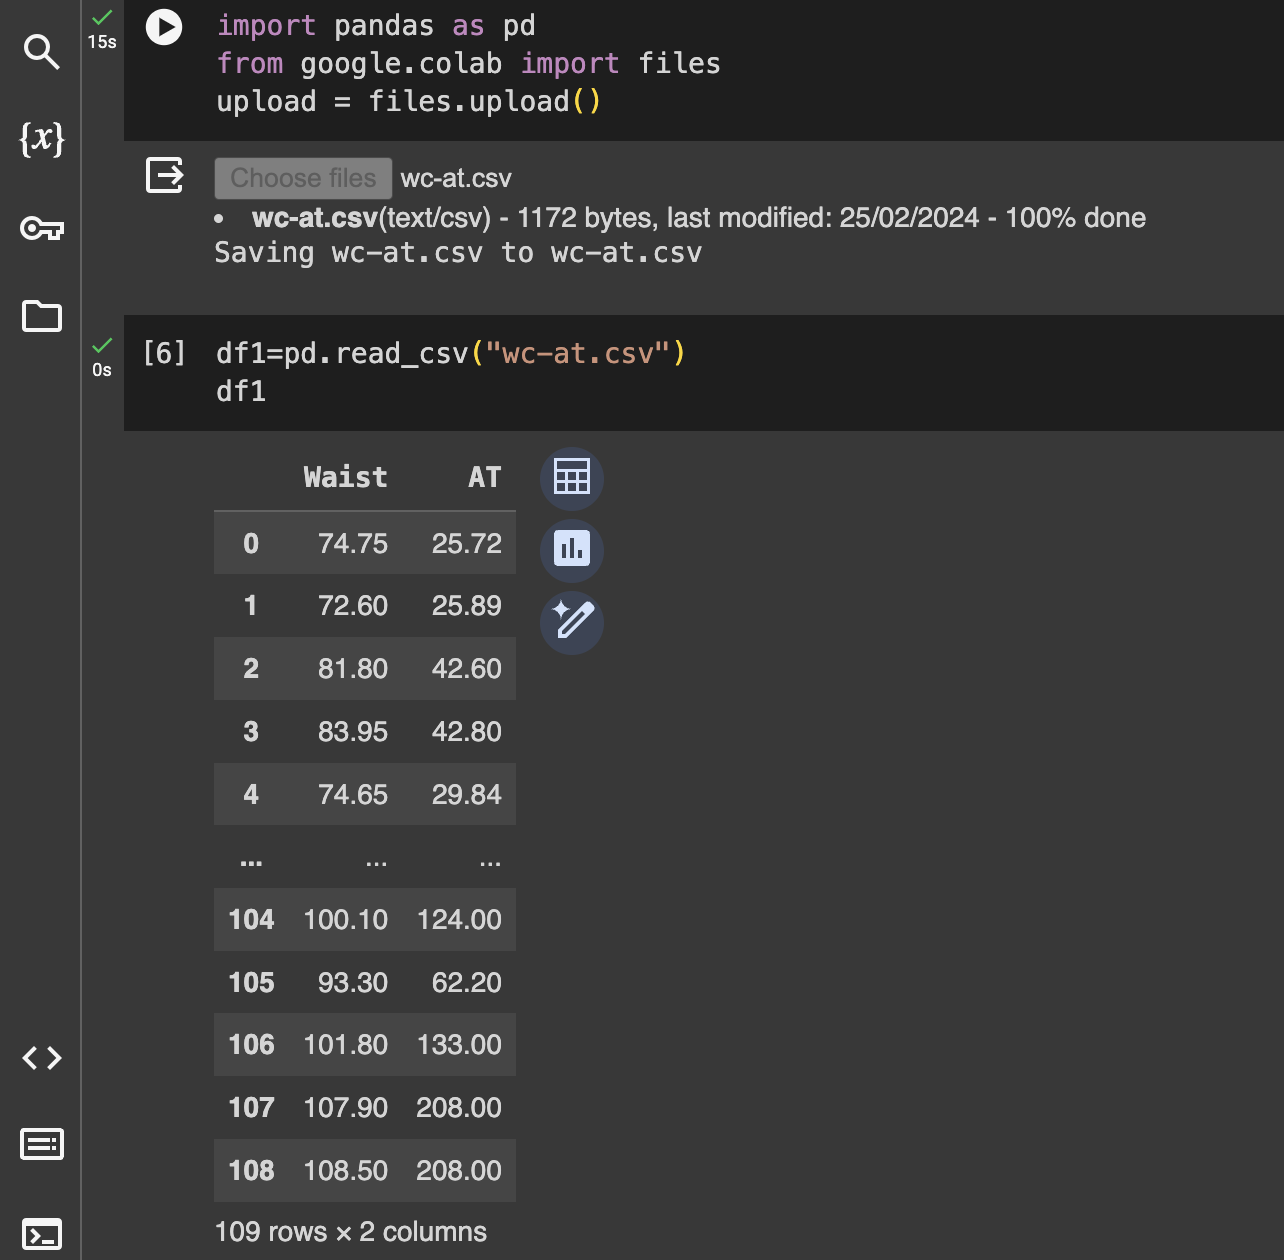 15s
import pandas as pd
from google.colab import files
upload = files.upload()
{x}
Choose files wc-at.csv
• wc-at.csv(text/csv) - 1172 bytes, last modified: 25/02/2024 - 100% done
Saving wc-at.csv to wc-at.csv
0s
[6] df1=pd.read_csv("wc-at.csv")
df1
Waist AT
0 74.75 25.72
1 72.60 25.89
2 81.80 42.60
3 83.95 42.80
4 74.65 29.84
... ... ...
104 100.10 124.00
105 93.30 62.20
106 101.80 133.00
107 107.90 208.00
108 108.50 208.00
109 rows × 2 columns